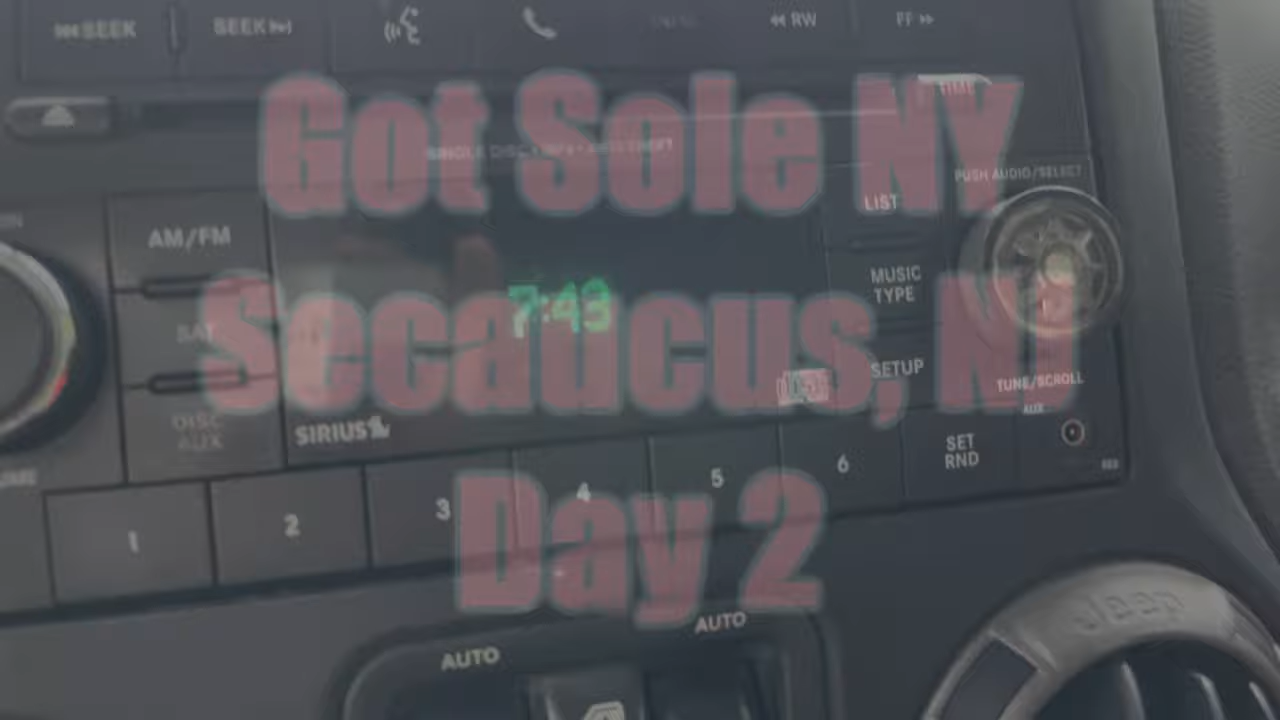 SEEK
SEEK
RW
FF
TIME
Got Sole NY
PUSH AUDIO/SELECT
LIST
AM/FM
MUSIC
TYPE
7:43
Secaucus, NJ
SAT
SETUP
TUNE/SCROLL
DISC
AUX
AUX
SIRIUS
SET
RND
1
2
3
4
5
6
Day 2
AUTO
AUTO
Jeep